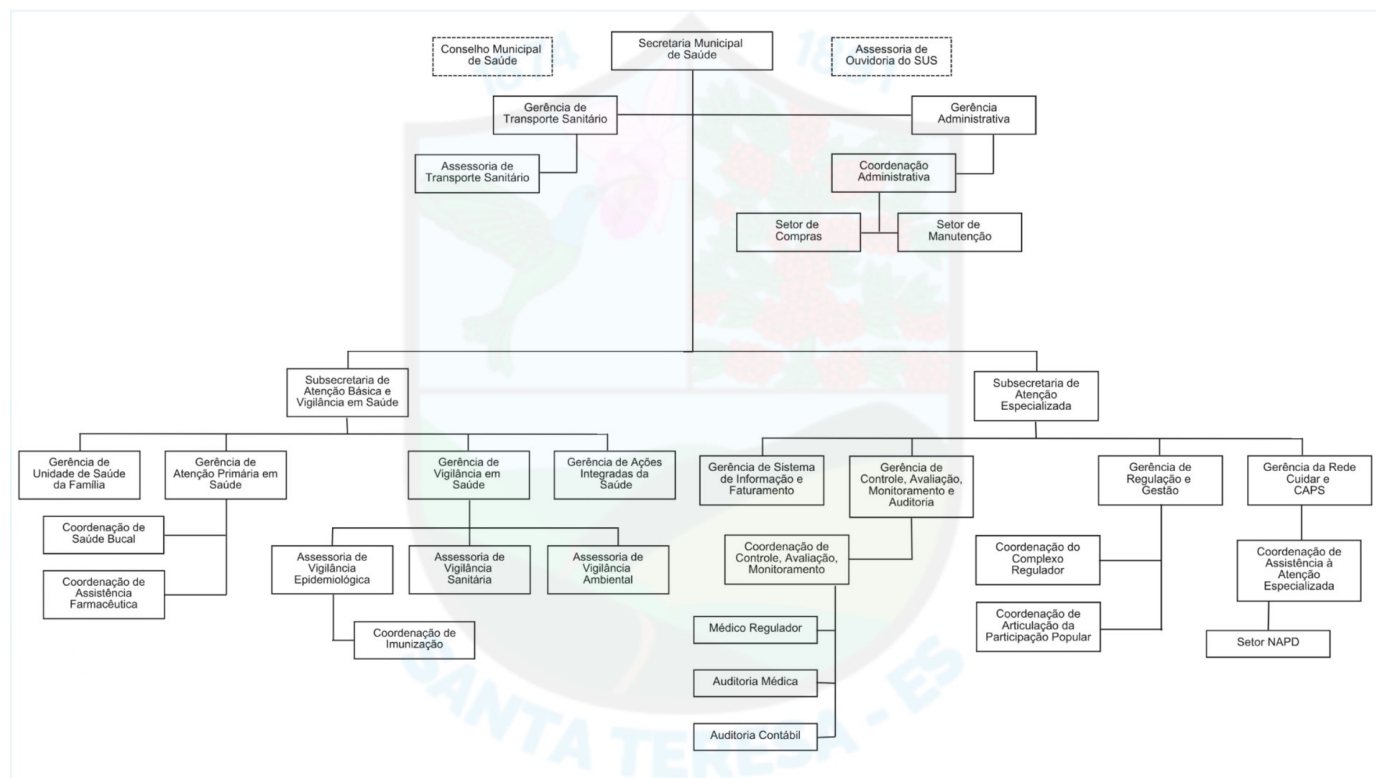 Conselho Municipal
de Saúde
Secretaria Municipal
de Saúde
Assessoria de
Ouvidoria do SUS
1874
1891
Gerência de
Transporte Sanitário
Gerência
Administrativa
Assessoria de
Transporte Sanitário
Coordenação
Administrativa
Setor de
Compras
Setor de
Manutenção
Subsecretaria de
Atenção Básica e
Vigilância em Saúde
Subsecretaria de
Atenção
Especializada
Gerência de
Unidade de Saúde
da Família
Gerência de
Atenção Primária em
Saúde
Gerência de
Vigilância em
Saúde
Gerência de Ações
Integradas da
Saúde
Gerência de Sistema
de Informação e
Faturamento
Gerência de
Controle, Avaliação,
Monitoramento e
Auditoria
Gerência de
Regulação e
Gestão
Gerência da Rede
Cuidar e
CAPS
Coordenação de
Saúde Bucal
Coordenação de
Assistência
Farmacêutica
Assessoria de
Vigilância
Epidemiológica
Assessoria de
Vigilância
Sanitária
Assessoria de
Vigilância
Ambiental
Coordenação de
Imunização
Coordenação de
Controle, Avaliação,
Monitoramento
Médico Regulador
Auditoria Médica
Auditoria Contábil
Coordenação do
Complexo
Regulador
Coordenação de
Articulação da
Participação Popular
Coordenação de
Assistência à
Atenção
Especializada
Setor NAPD
SANTA TERESA - ES